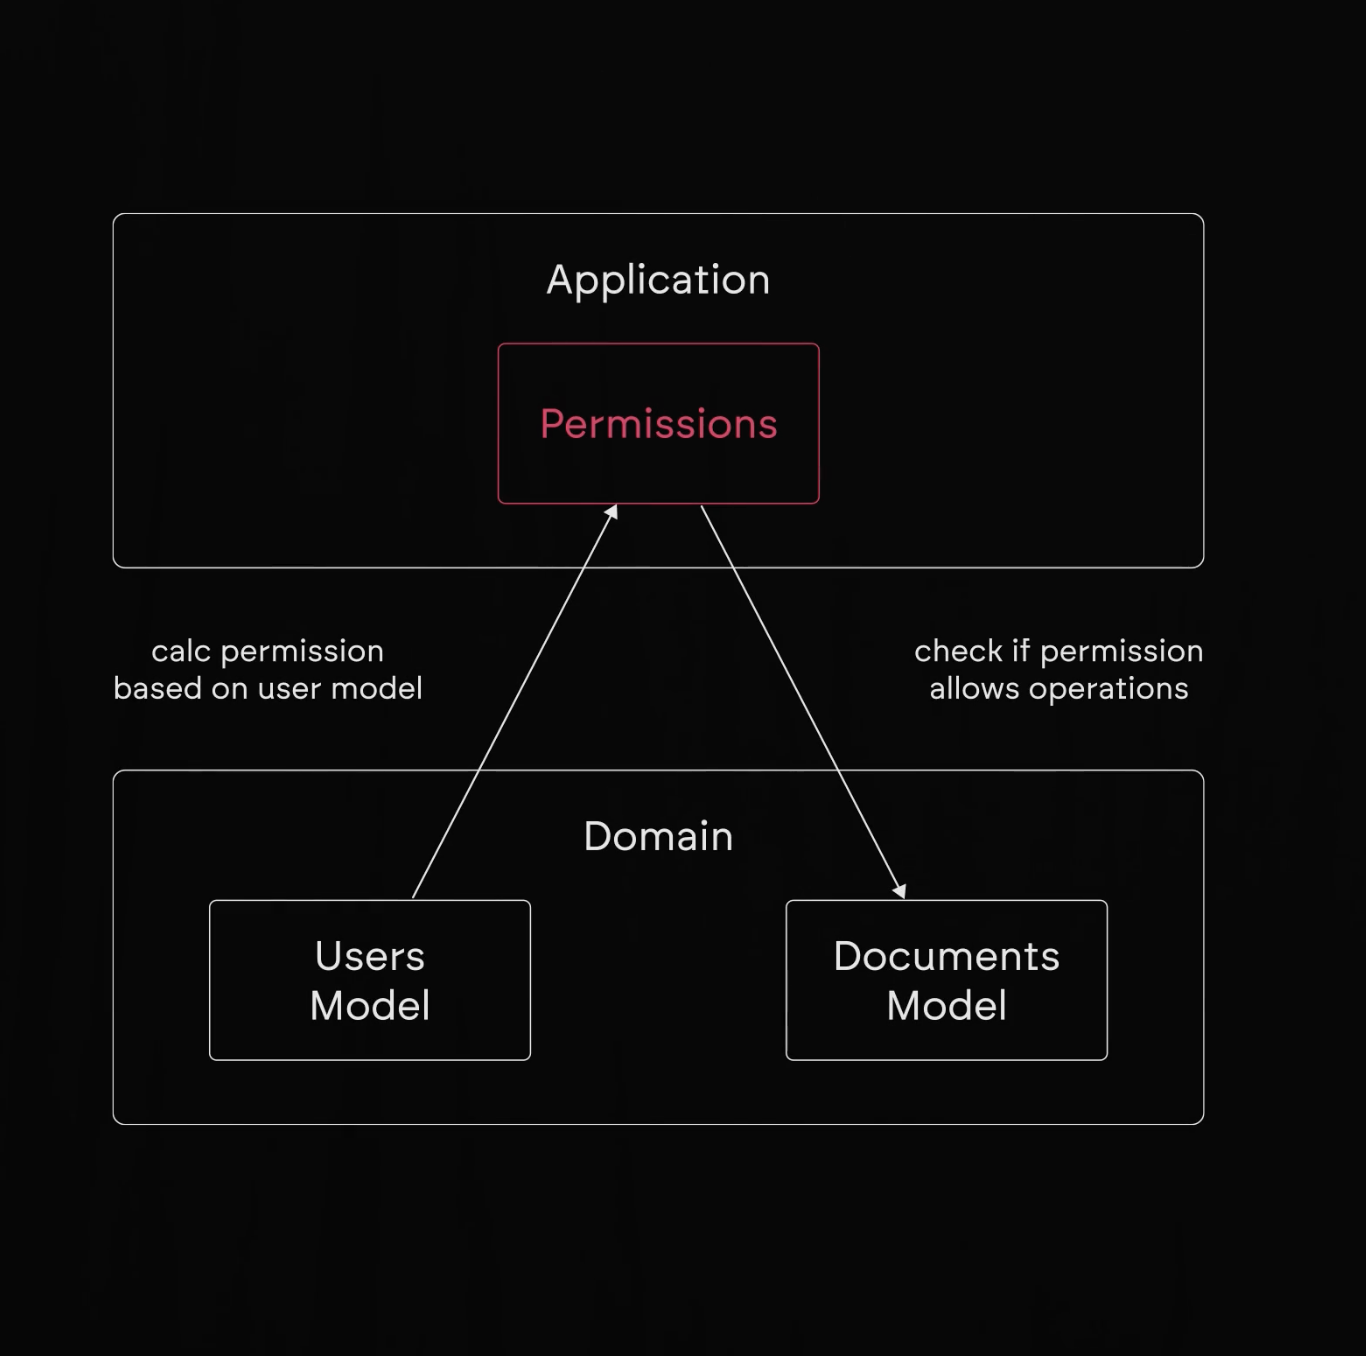 Application
Permissions
calc permission
based on user model
check if permission
allows operations
Domain
Users
Model
Documents
Model